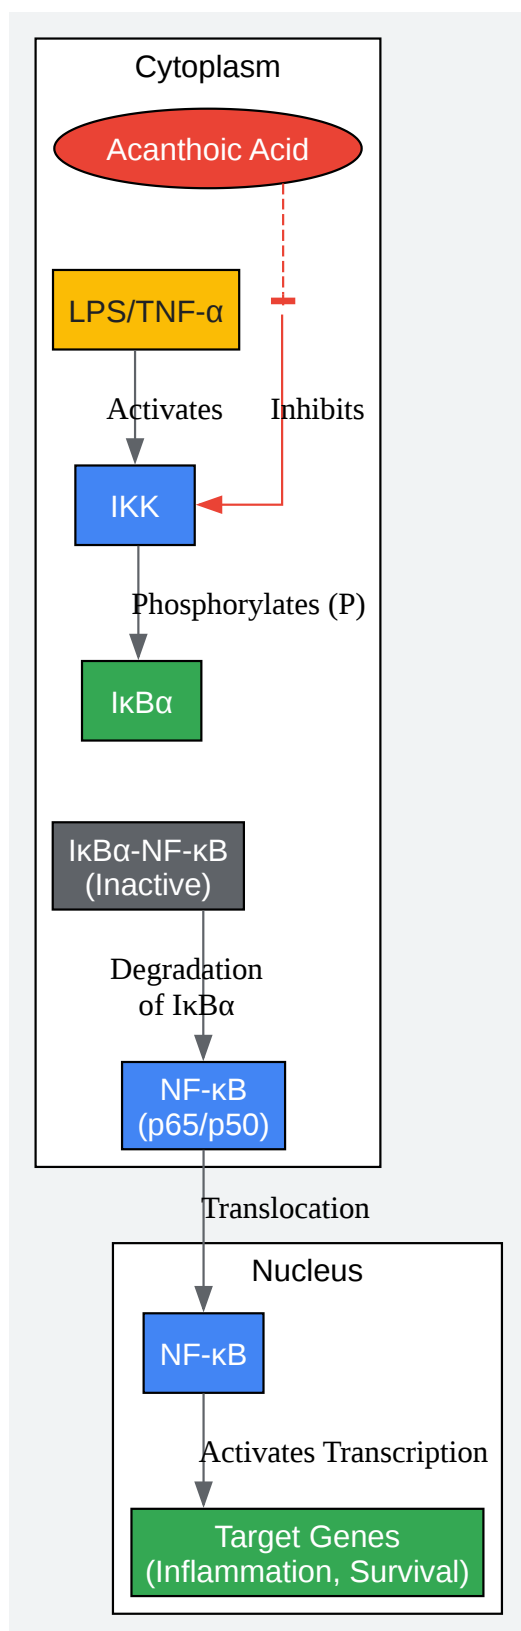 Cytoplasm
Acanthoic Acid
LPS/TNF-α
Activates
Inhibits
IKK
Phosphorylates (P)
IκBα
IκBα-NF-κB
(Inactive)
Degradation
of IκBα
NF-κB
(p65/p50)
Translocation
Nucleus
NF-κB
Activates Transcription
Target Genes
(Inflammation, Survival)